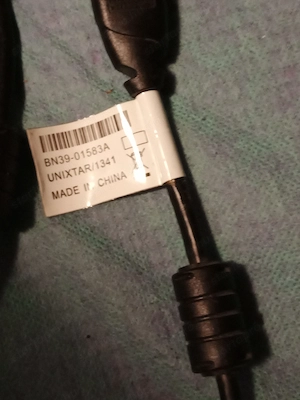 BN39-01583A
UNIXTAR/1341
MADE IN CHINA